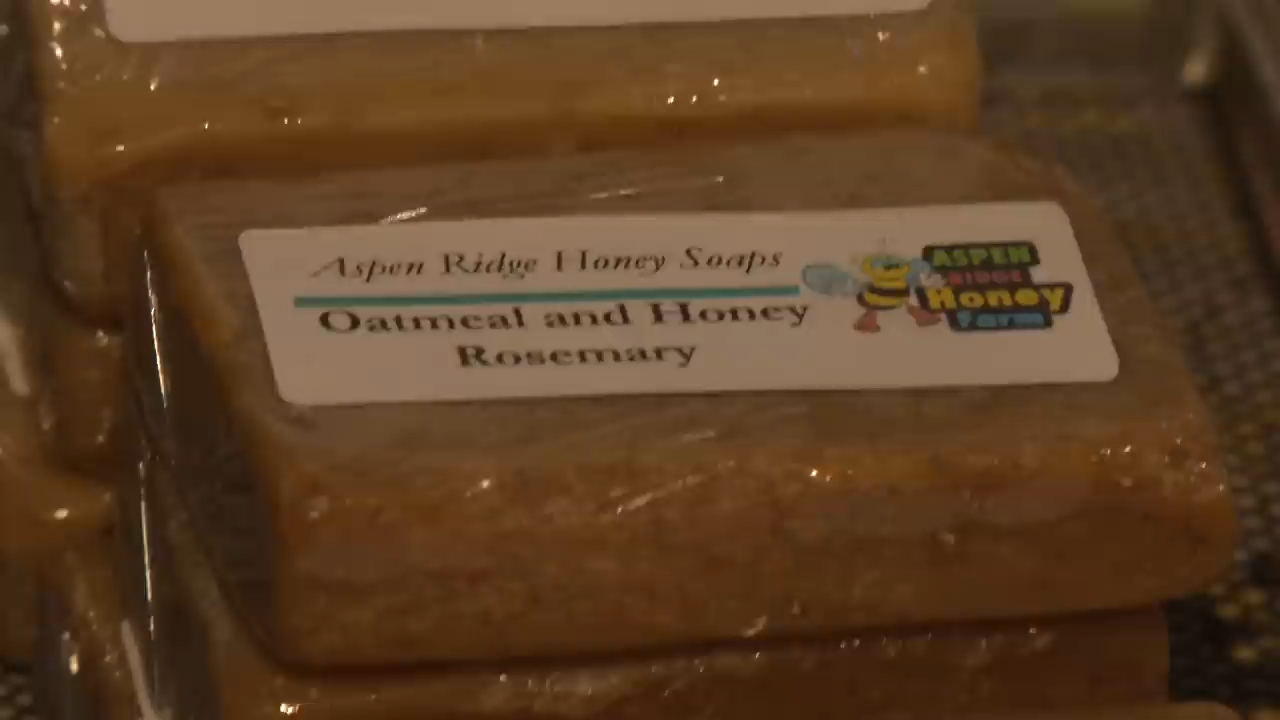 Aspen Ridge Honey Soaps
Oatmeal and Honey
Rosemary
ASPEN
RIDGE
Honey
Farm